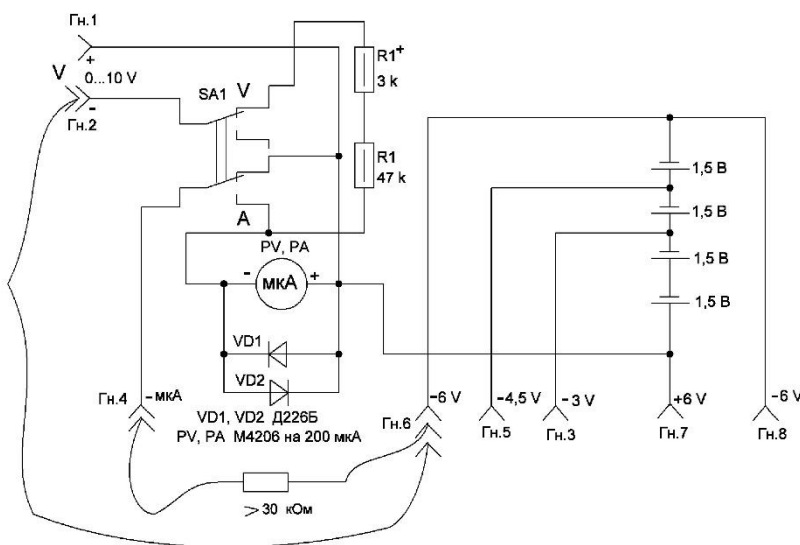 Гн.1
+
0...10 V
V
-
Гн.2
SA1
V
R1+
3 k
R1
47 k
A
PV, PA
-
мкА
+
VD1
VD2
1,5 В
1,5 В
1,5 В
1,5 В
Гн.4
-мкА
VD1, VD2 Д226Б
PV, PA М4206 на 200 мкА
-6 V
Гн.6
-4,5 V
Гн.5
-3 V
Гн.3
+6 V
Гн.7
-6 V
Гн.8
>30 кОм